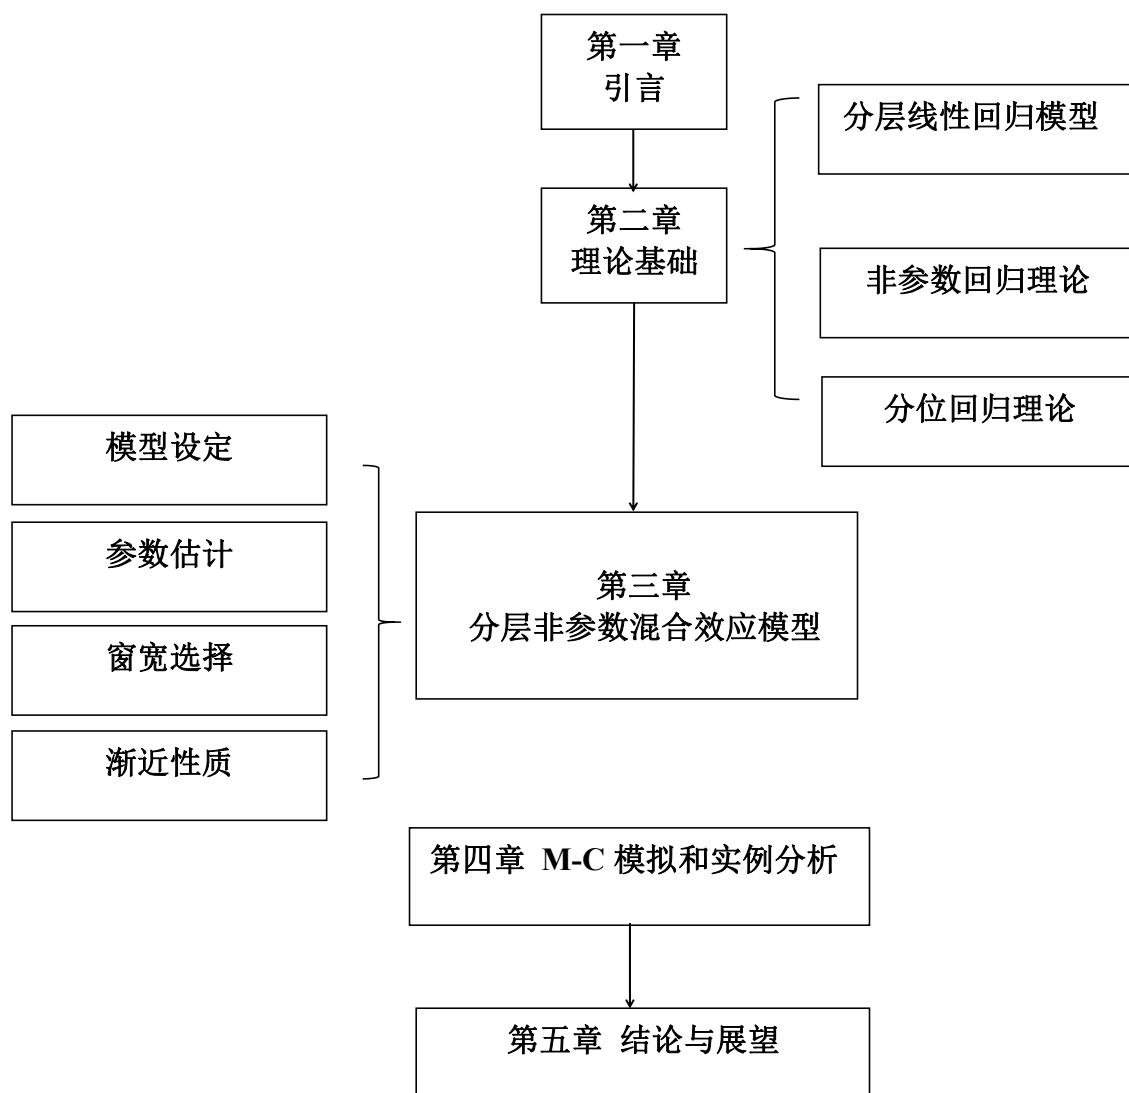 第一章
引言
分层线性回归模型
第二章
理论基础
非参数回归理论
分位回归理论
模型设定
参数估计
窗宽选择
渐近性质
第三章
分层非参数混合效应模型
第四章 M-C 模拟和实例分析
第五章 结论与展望